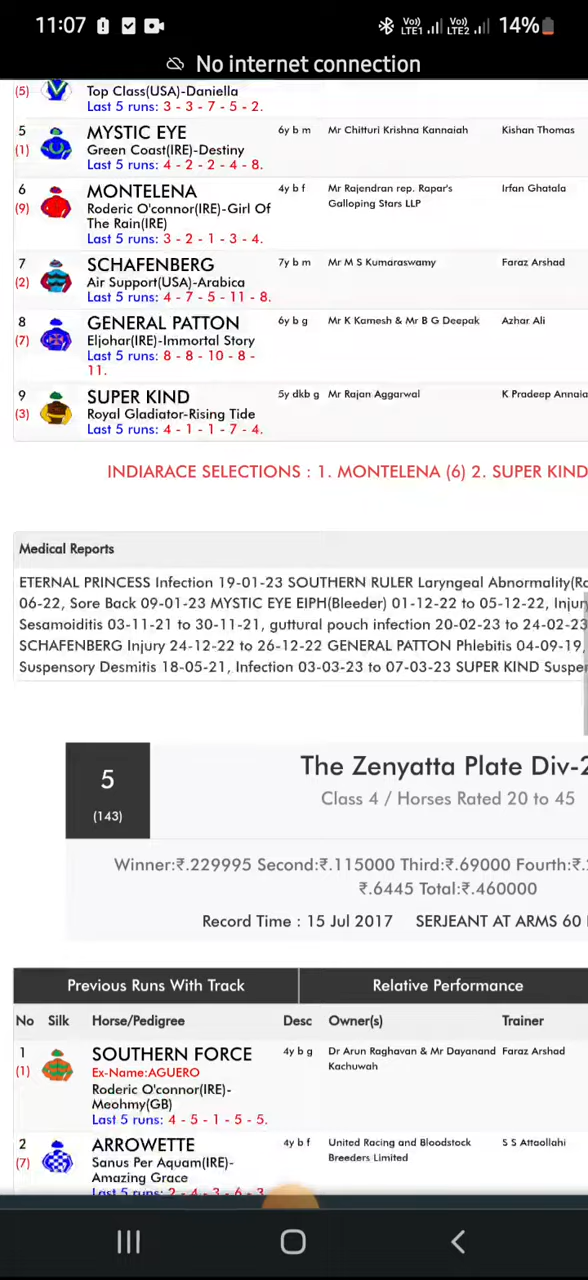 11:07 Vo) LTE1 Vo) LTE2 14%
No internet connection
(5) Top Class(USA)-Daniella
Last 5 runs: 3 - 3 - 7 - 5 - 2.
5 MYSTIC EYE 6y b m Mr Chitturi Krishna Kannaiah Kishan Thomas
(1) Green Coast(IRE)-Destiny
Last 5 runs: 4 - 2 - 2 - 4 - 8.
6 MONTELENA 4y b f Mr Rajendran rep. Rapar's Irfan Ghatala
(9) Roderic O'connor(IRE)-Girl Of Galloping Stars LLP
The Rain(IRE)
Last 5 runs: 3 - 2 - 1 - 3 - 4.
7 SCHAFENBERG 7y b m Mr M S Kumaraswamy Faraz Arshad
(2) Air Support(USA)-Arabica
Last 5 runs: 4 - 7 - 5 - 11 - 8.
8 GENERAL PATTON 6y b g Mr K Kamesh & Mr B G Deepak Azhar Ali
(7) Eljohar(IRE)-Immortal Story
Last 5 runs: 8 - 8 - 10 - 8 -
11.
9 SUPER KIND 5y dkb g Mr Rajan Aggarwal K Pradeep Annaia
(3) Royal Gladiator-Rising Tide
Last 5 runs: 4 - 1 - 1 - 7 - 4.
INDIARACE SELECTIONS : 1. MONTELENA (6) 2. SUPER KIND
Medical Reports
ETERNAL PRINCESS Infection 19-01-23 SOUTHERN RULER Laryngeal Abnormality(Ro
06-22, Sore Back 09-01-23 MYSTIC EYE EIPH(Bleeder) 01-12-22 to 05-12-22, Injury
Sesamoiditis 03-11-21 to 30-11-21, guttural pouch infection 20-02-23 to 24-02-23
SCHAFENBERG Injury 24-12-22 to 26-12-22 GENERAL PATTON Phlebitis 04-09-19,
Suspensory Desmitis 18-05-21, Infection 03-03-23 to 07-03-23 SUPER KIND Suspe
5 The Zenyatta Plate Div-2
(143) Class 4 / Horses Rated 20 to 45
Winner:₹.229995 Second:₹.115000 Third:₹.69000 Fourth:₹.
₹.6445 Total:₹.460000
Record Time : 15 Jul 2017 SERJEANT AT ARMS 60
Previous Runs With Track Relative Performance
No Silk Horse/Pedigree Desc Owner(s) Trainer
1 SOUTHERN FORCE 4y b g Dr Arun Raghavan & Mr Dayanand Faraz Arshad
(1) Ex-Name:AGUERO Kachuwah
Roderic O'connor(IRE)-
Meohmy(GB)
Last 5 runs: 4 - 5 - 1 - 5 - 5.
2 ARROWETTE 4y b f United Racing and Bloodstock S S Attaollahi
(7) Sanus Per Aquam(IRE)- Breeders Limited
Amazing Grace
Last 5 runs: 2 - 4 - 3 - 6 - 3